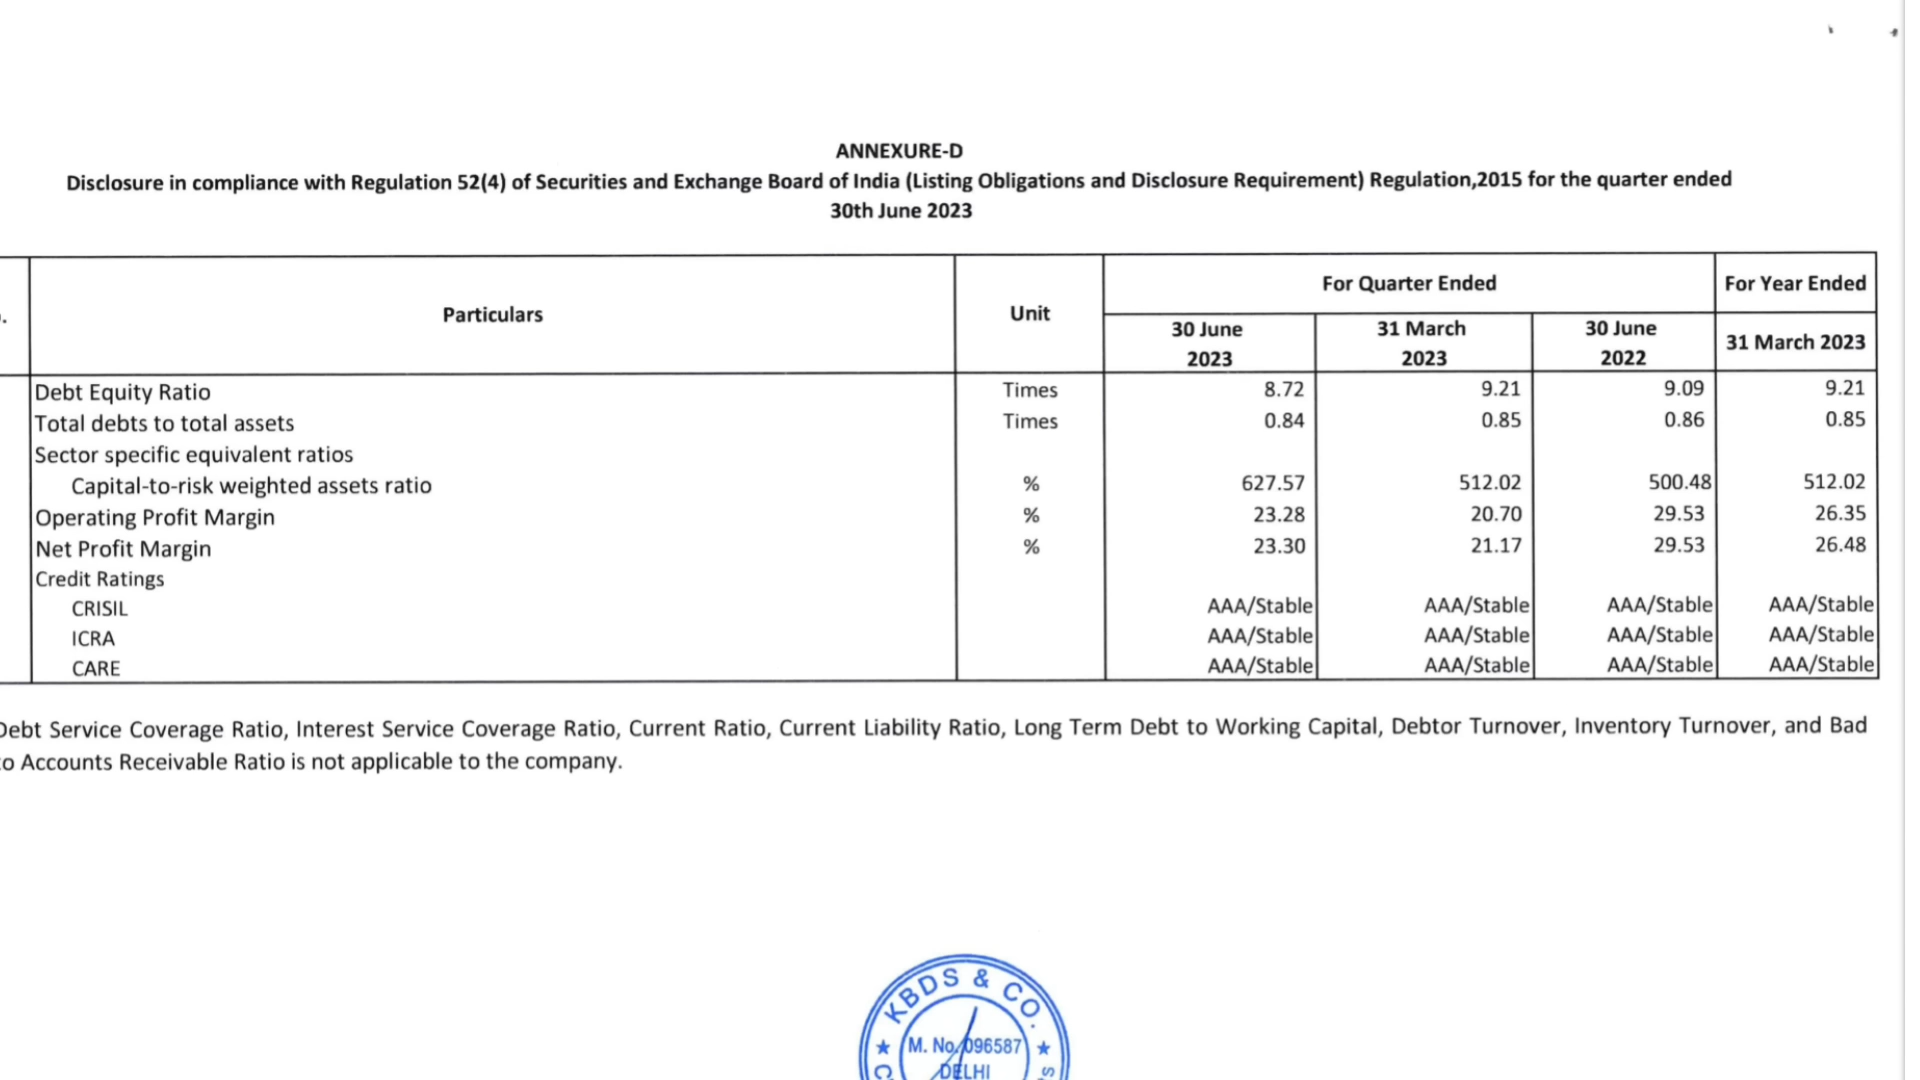 ANNEXURE-D
Disclosure in compliance with Regulation 52(4) of Securities and Exchange Board of India (Listing Obligations and Disclosure Requirement) Regulation,2015 for the quarter ended
30th June 2023
Particulars Unit For Quarter Ended For Year Ended
30 June 2023 31 March 2023 30 June 2022 31 March 2023
Debt Equity Ratio Times 8.72 9.21 9.09 9.21
Total debts to total assets Times 0.84 0.85 0.86 0.85
Sector specific equivalent ratios
Capital-to-risk weighted assets ratio % 627.57 512.02 500.48 512.02
Operating Profit Margin % 23.28 20.70 29.53 26.35
Net Profit Margin % 23.30 21.17 29.53 26.48
Credit Ratings
CRISIL AAA/Stable AAA/Stable AAA/Stable AAA/Stable
ICRA AAA/Stable AAA/Stable AAA/Stable AAA/Stable
CARE AAA/Stable AAA/Stable AAA/Stable AAA/Stable
Debt Service Coverage Ratio, Interest Service Coverage Ratio, Current Ratio, Current Liability Ratio, Long Term Debt to Working Capital, Debtor Turnover, Inventory Turnover, and Bad
Accounts Receivable Ratio is not applicable to the company.
KBDS & CO.
M. No. 096587
DELHI